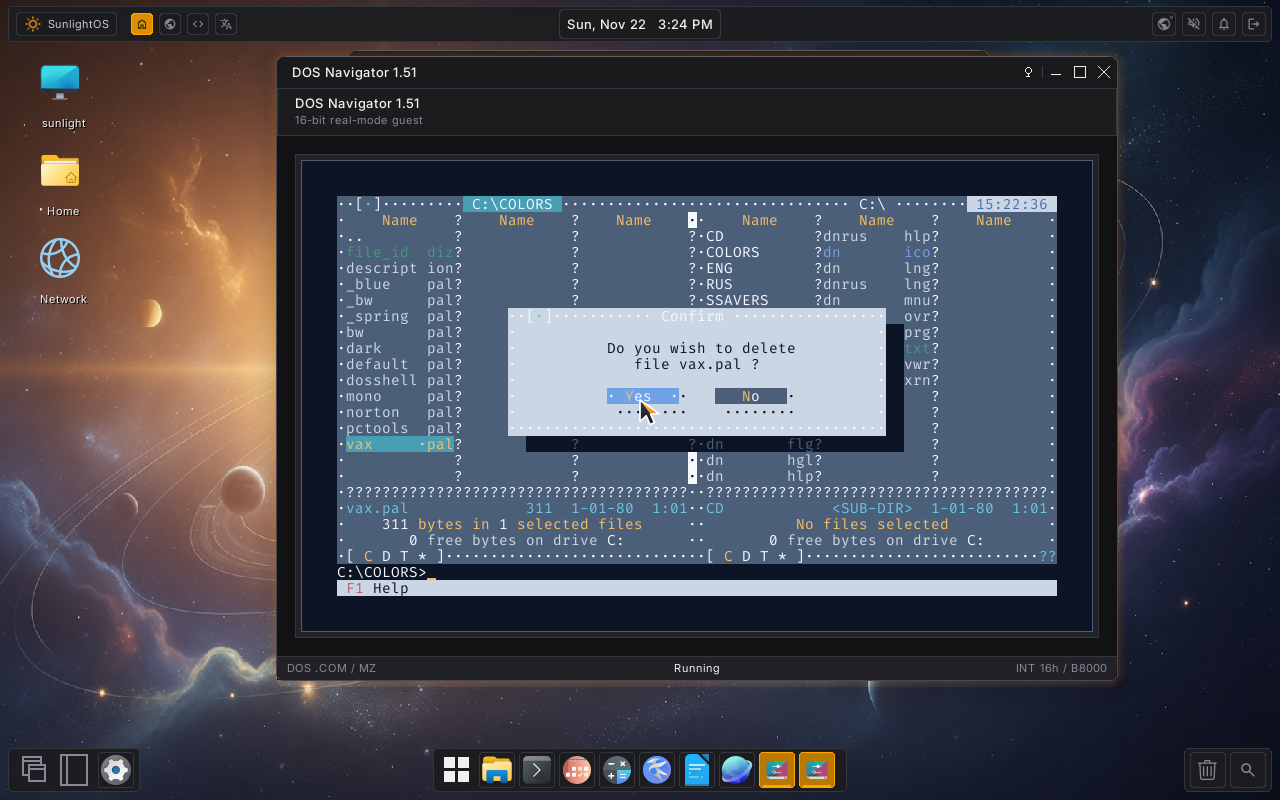 SunlightOS
Sun, Nov 22 3:24 PM
sunlight
Home
Network
DOS Navigator 1.51
DOS Navigator 1.51
16-bit real-mode guest
[·] C:\COLORS C:\ 15:22:36
Name ? Name ? Name Name ? Name ? Name
.. ? ? ? CD ?dnrus hlp?
file_id diz? ? ? COLORS ?dn ico?
descript ion? ? ? ENG ?dn lng?
_blue pal? ? ? RUS ?dnrus lng?
_bw pal? ? ? SSAVERS ?dn mnu?
_spring pal? [·] Confirm ovr?
bw pal? prg?
dark pal? Do you wish to delete txt?
default pal? file vax.pal ? vwr?
dosshell pal? xrn?
mono pal? Yes No ?
norton pal? ?
pctools pal? ?
vax pal? ? ? dn flg? ?
? ? dn hgl? ?
? ? dn hlp? ?
??????????????????????????????????????·· ??????????????????????????????????????
vax.pal 311 1-01-80 1:01 CD <SUB-DIR> 1-01-80 1:01
311 bytes in 1 selected files No files selected
0 free bytes on drive C: 0 free bytes on drive C:
[ C D T * ] [ C D T * ] ??
C:\COLORS>_
F1 Help
DOS .COM / MZ Running INT 16h / B8000